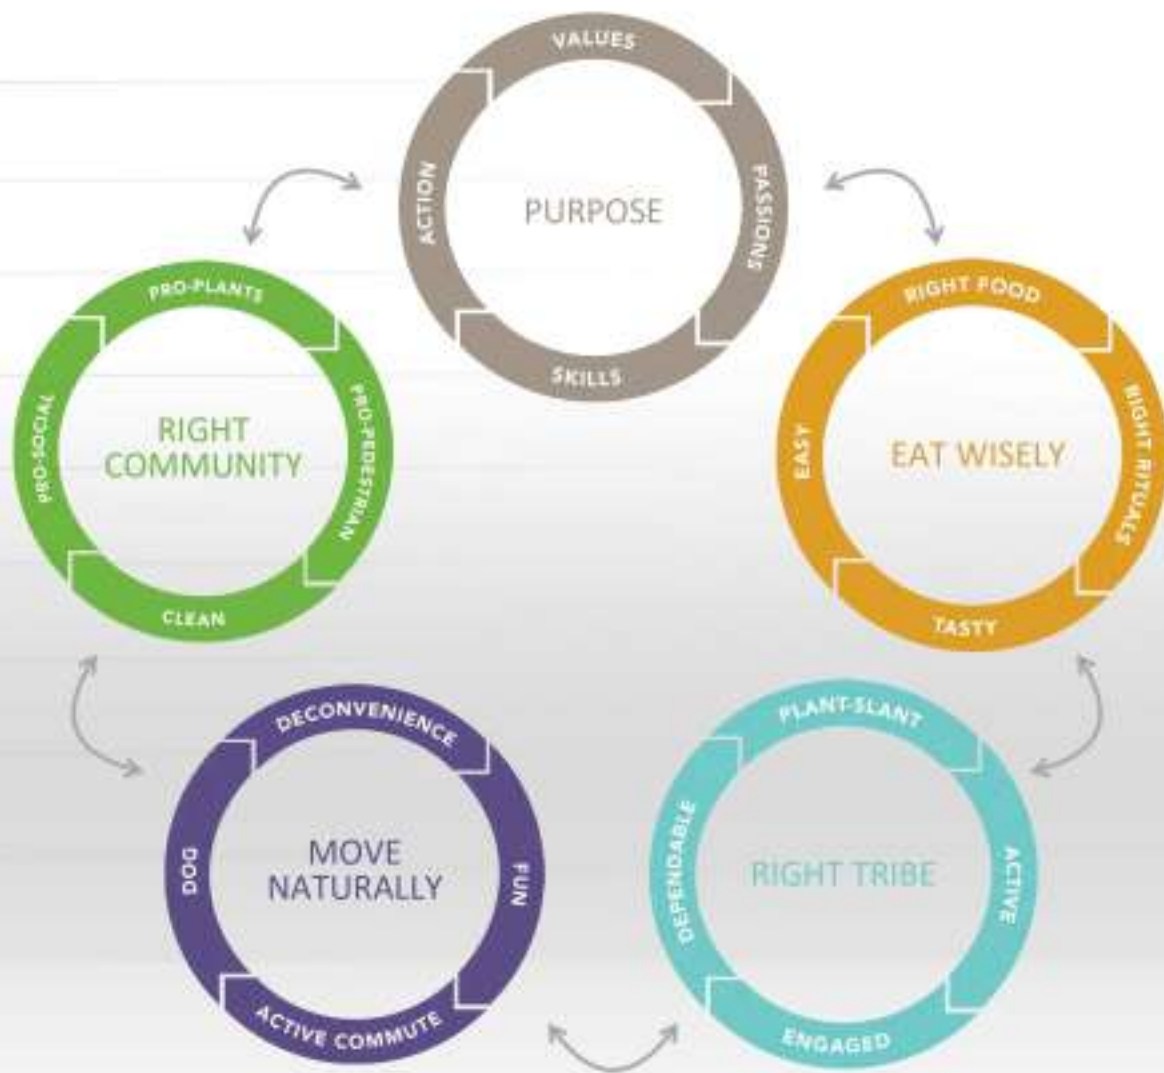 VALUES
PASSIONS
SKILLS
ACTION
PURPOSE
RIGHT FOOD
RIGHT RITUALS
TASTY
EASY
EAT WISELY
PLANT-SLANT
ACTIVE
ENGAGED
DEFENDABLE
RIGHT TRIBE
DECONVENIENCE
FUN
ACTIVE COMMUTE
DOG
MOVE
NATURALLY
PRO-PLANTS
PRO-PEDESTRIAN
CLEAN
PRO-SOCIAL
RIGHT
COMMUNITY